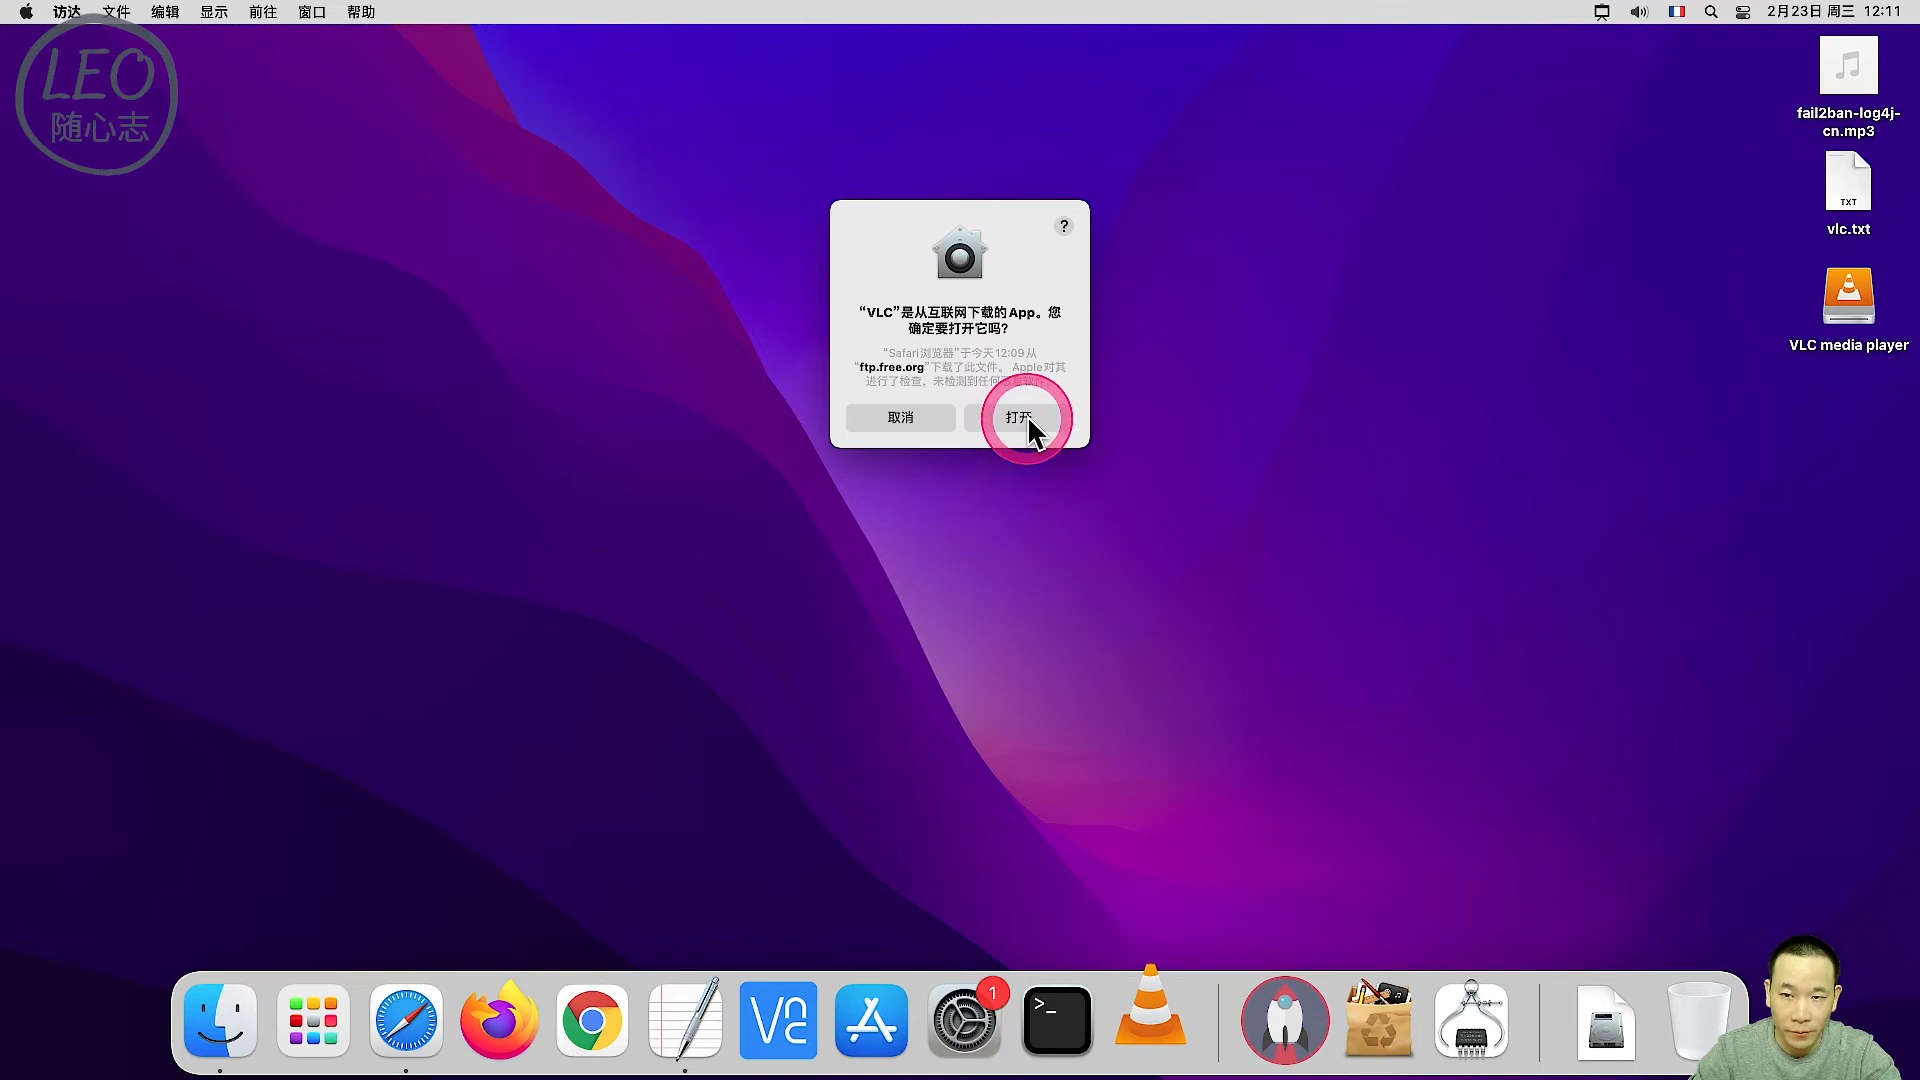 访达 文件 编辑 显示 前往 窗口 帮助
2月23日 周三 12:11
LEO
随心志
fail2ban-log4j-
cn.mp3
TXT
vlc.txt
VLC media player
?
“VLC”是从互联网下载的App。您
确定要打开它吗?
“Safari浏览器”于今天12:09从
“ftp.free.org”下载了此文件。Apple对其
进行了检查,未检测到任何
取消
打开
VNC
1
>_